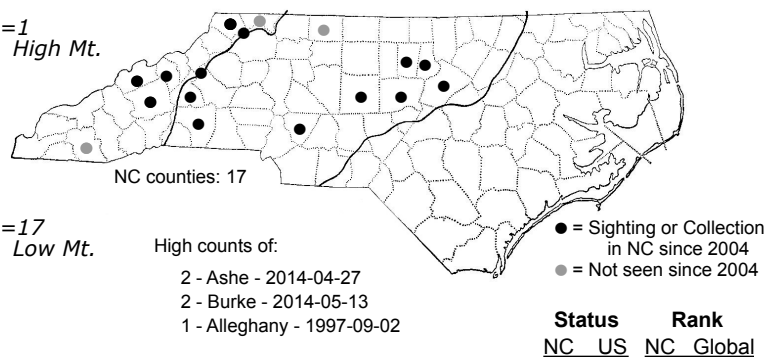 =1
High Mt.
NC counties: 17
=17
Low Mt.
High counts of:
2 - Ashe - 2014-04-27
2 - Burke - 2014-05-13
1 - Alleghany - 1997-09-02
= Sighting or Collection
in NC since 2004
= Not seen since 2004
Status Rank
NC US NC Global